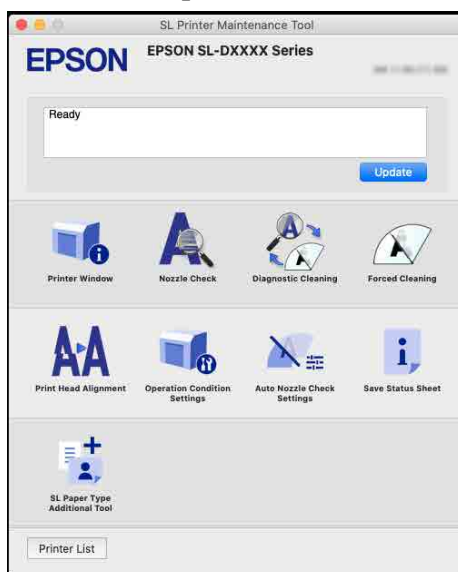 SL Printer Maintenance Tool
EPSON
EPSON SL-DXXXX Series
Ready
Update
Printer Window
Nozzle Check
Diagnostic Cleaning
Forced Cleaning
Print Head Alignment
Operation Condition
Settings
Auto Nozzle Check
Settings
Save Status Sheet
SL Paper Type
Additional Tool
Printer List